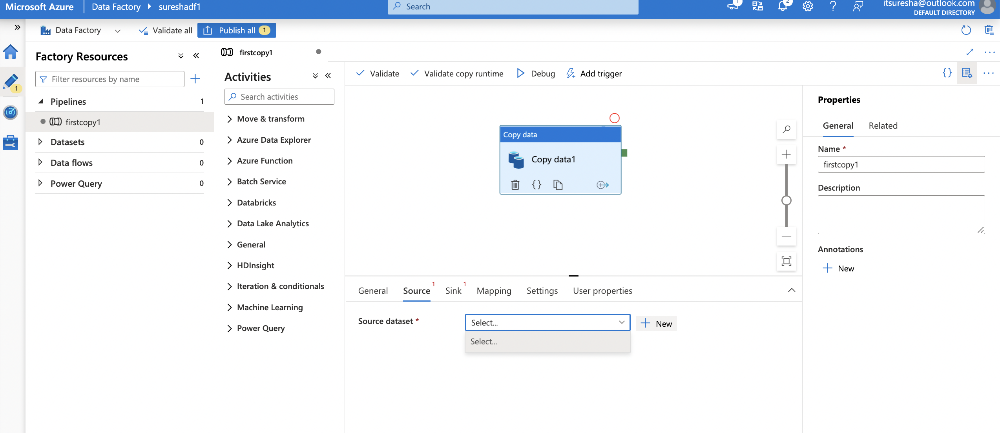 Microsoft Azure
Data Factory
sureshadf1
Search
1
2
itsuresha@outlook.com
DEFAULT DIRECTORY
Data Factory
Validate all
Publish all 1
1
Factory Resources
Filter resources by name
Pipelines 1
firstcopy1
Datasets 0
Data flows 0
Power Query 0
firstcopy1
Activities
Search activities
Move & transform
Azure Data Explorer
Azure Function
Batch Service
Databricks
Data Lake Analytics
General
HDInsight
Iteration & conditionals
Machine Learning
Power Query
Validate
Validate copy runtime
Debug
Add trigger
{}
Copy data
Copy data1
{}
General
Source 1
Sink 1
Mapping
Settings
User properties
Source dataset *
Select...
New
Select...
Properties
General
Related
Name *
firstcopy1
Description
Annotations
New